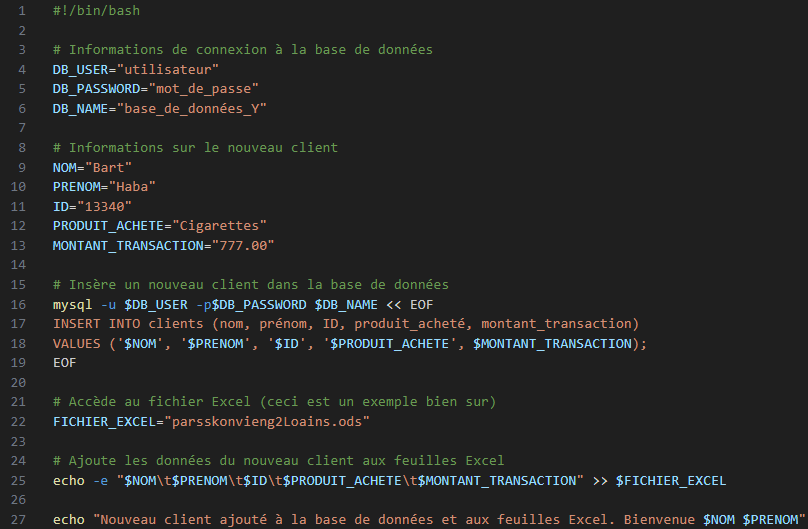 1 #!/bin/bash
2
3 # Informations de connexion à la base de données
4 DB_USER="utilisateur"
5 DB_PASSWORD="mot_de_passe"
6 DB_NAME="base_de_données_Y"
7
8 # Informations sur le nouveau client
9 NOM="Bart"
10 PRENOM="Haba"
11 ID="13340"
12 PRODUIT_ACHETE="Cigarettes"
13 MONTANT_TRANSACTION="777.00"
14
15 # Insère un nouveau client dans la base de données
16 mysql -u $DB_USER -p$DB_PASSWORD $DB_NAME << EOF
17 INSERT INTO clients (nom, prénom, ID, produit_acheté, montant_transaction)
18 VALUES ('$NOM', '$PRENOM', '$ID', '$PRODUIT_ACHETE', $MONTANT_TRANSACTION);
19 EOF
20
21 # Accède au fichier Excel (ceci est un exemple bien sur)
22 FICHIER_EXCEL="parsskonvieng2Loains.ods"
23
24 # Ajoute les données du nouveau client aux feuilles Excel
25 echo -e "$NOM\t$PRENOM\t$ID\t$PRODUIT_ACHETE\t$MONTANT_TRANSACTION" >> $FICHIER_EXCEL
26
27 echo "Nouveau client ajouté à la base de données et aux feuilles Excel. Bienvenue $NOM $PRENOM"